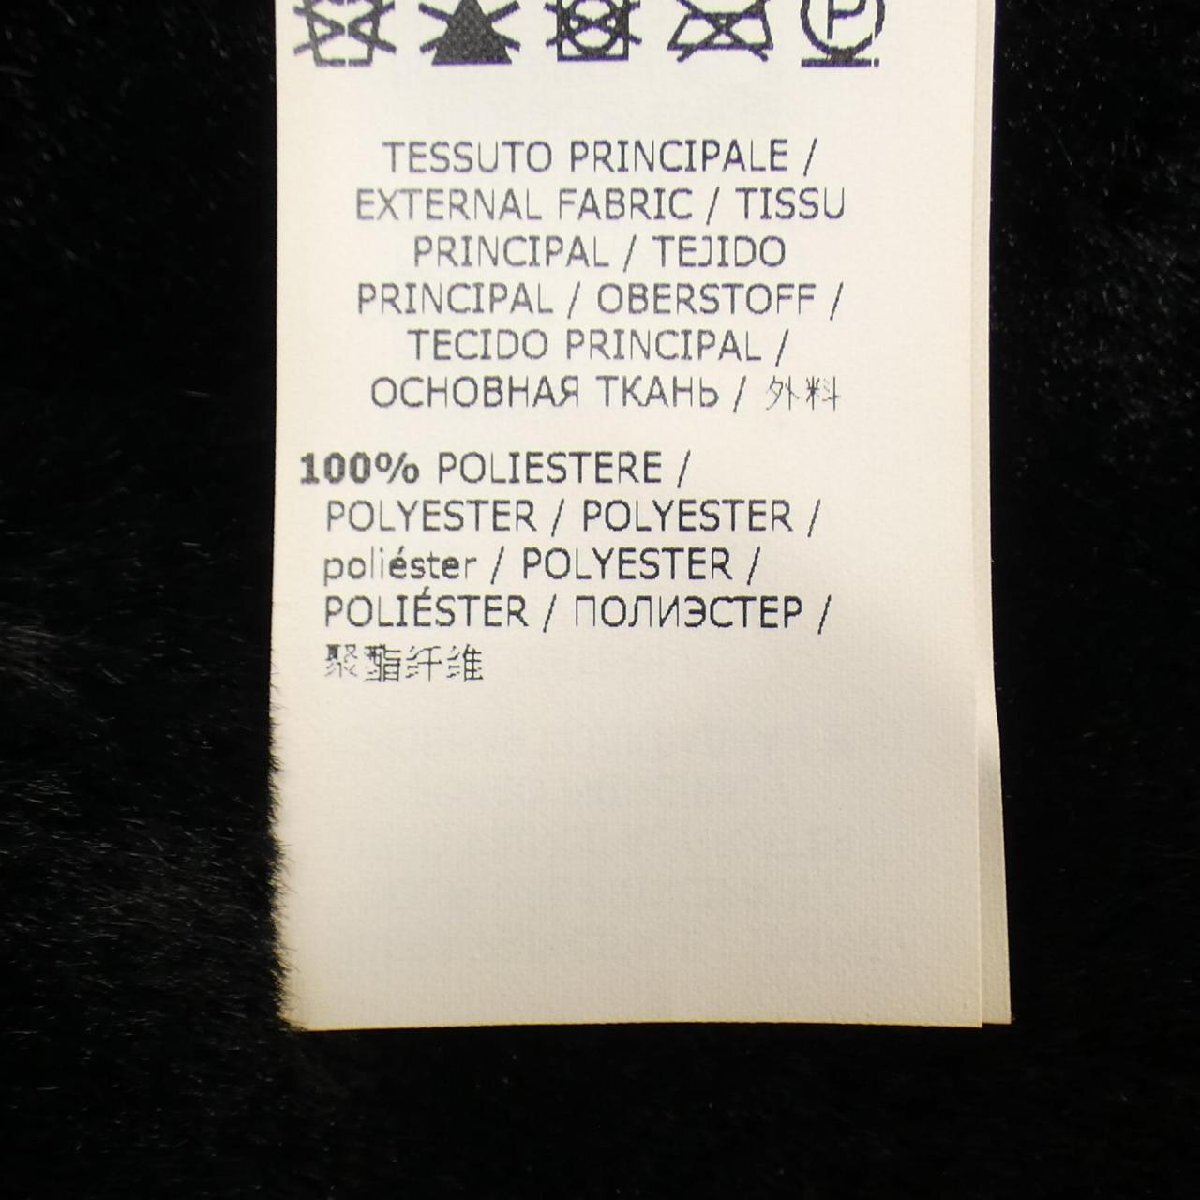 P
TESSUTO PRINCIPALE /
EXTERNAL FABRIC / TISSU
PRINCIPAL / TEJIDO
PRINCIPAL / OBERSTOFF /
TECIDO PRINCIPAL /
ОСНОВНАЯ ТКАНЬ / 外料
100% POLIESTERE /
POLYESTER / POLYESTER /
poliéster / POLYESTER /
POLIÉSTER / ПОЛИЭСТЕР /
聚酯纤维